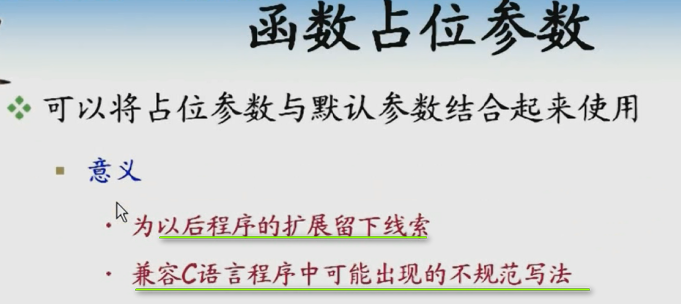 函数占位参数
可以将占位参数与默认参数结合起来使用
意义
为以后程序的扩展留下线索
兼容C语言程序中可能出现的不规范写法